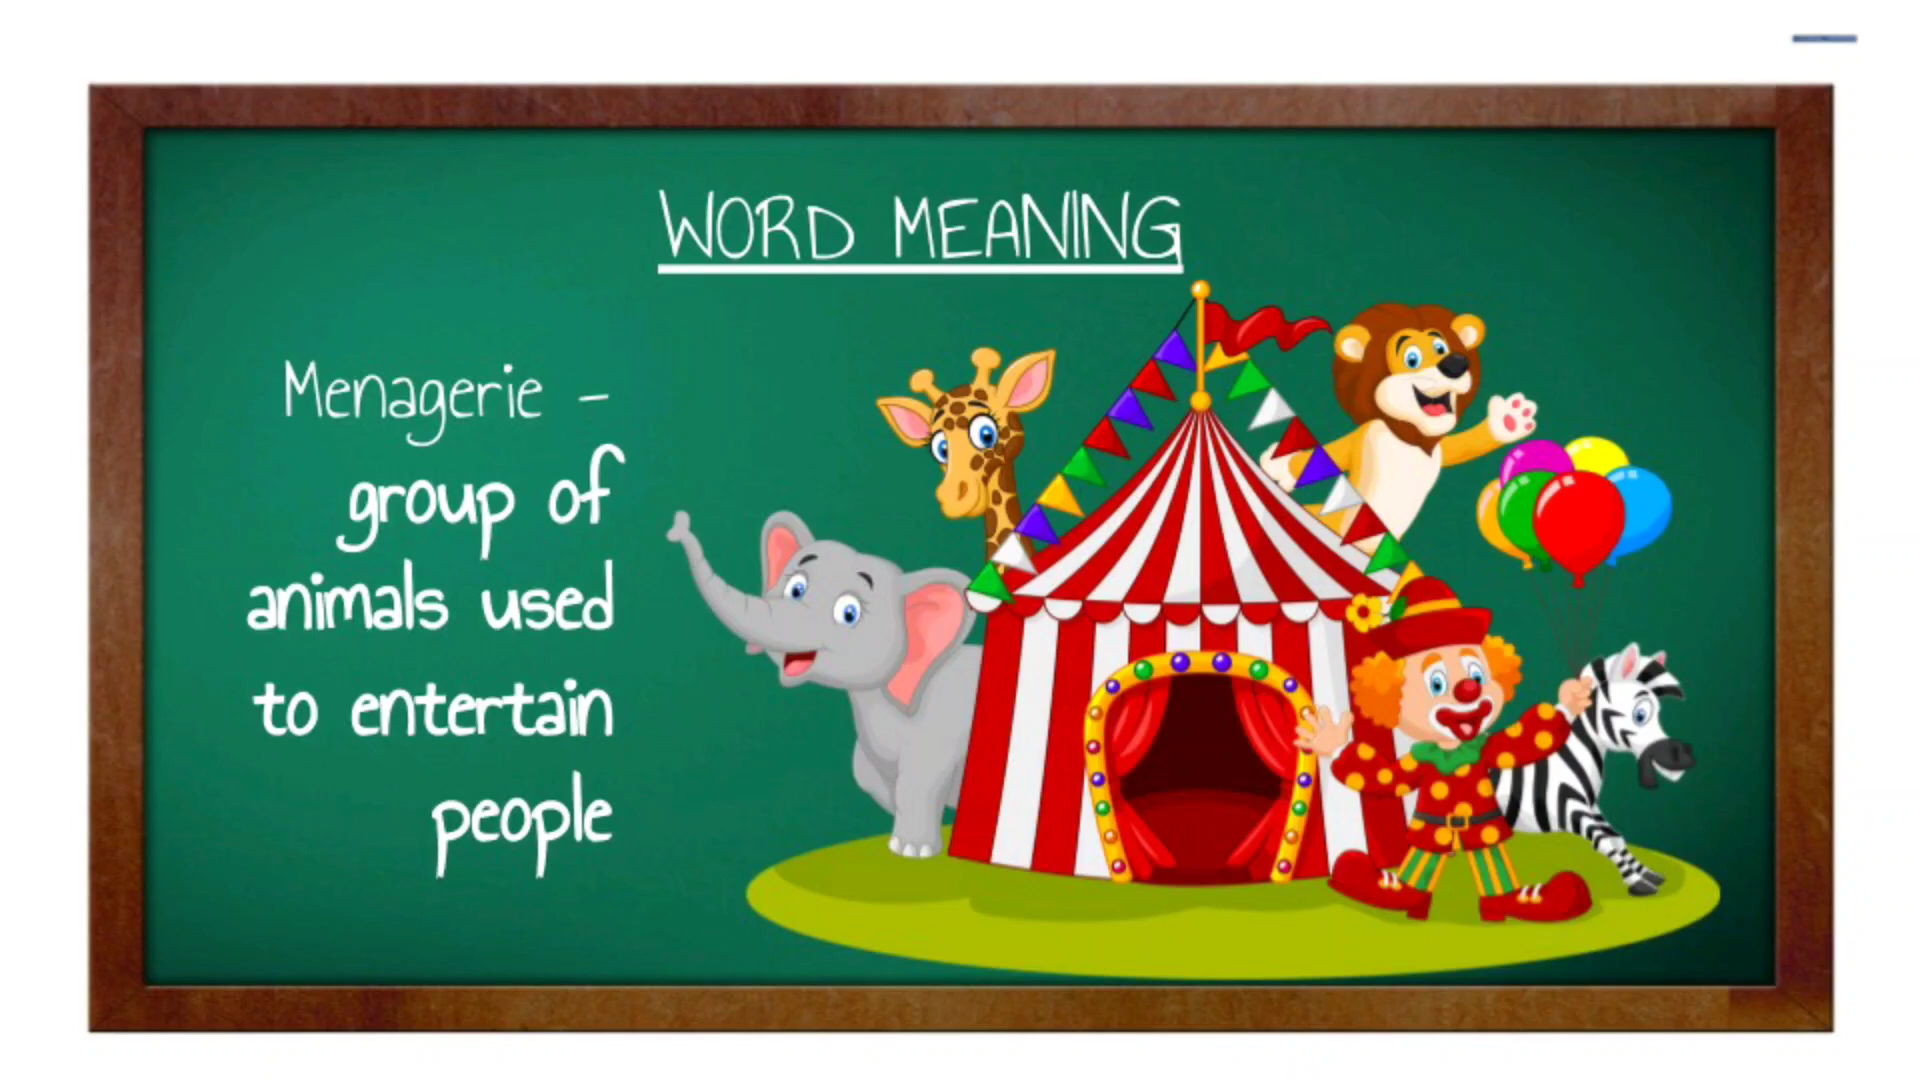 WORD MEANING
Menagerie -
group of
animals used
to entertain
people